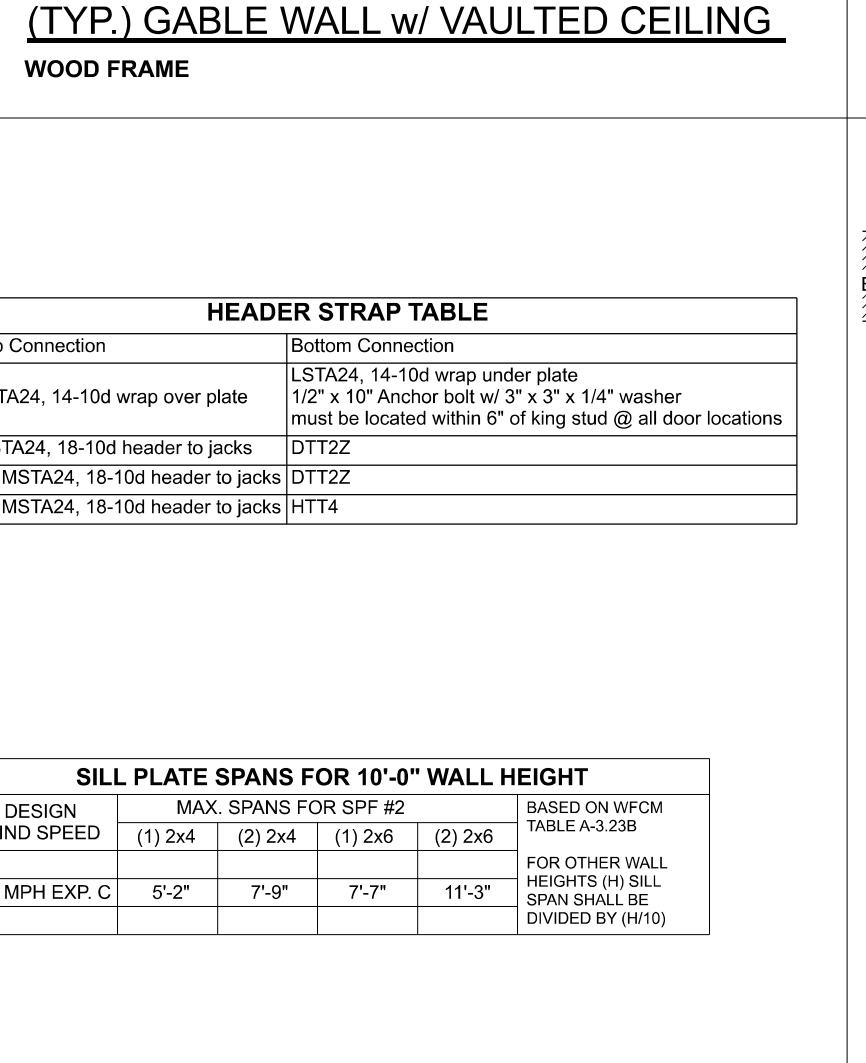 (TYP.) GABLE WALL w/ VAULTED CEILING
WOOD FRAME
HEADER STRAP TABLE
Connection
Bottom Connection
TA24, 14-10d wrap over plate
LSTA24, 14-10d wrap under plate
1/2" x 10" Anchor bolt w/ 3" x 3" x 1/4" washer
must be located within 6" of king stud @ all door locations
TA24, 18-10d header to jacks
DTT2Z
MSTA24, 18-10d header to jacks
DTT2Z
MSTA24, 18-10d header to jacks
HTT4
SILL PLATE SPANS FOR 10'-0" WALL HEIGHT
DESIGN
IND SPEED
MAX. SPANS FOR SPF #2
(1) 2x4
(2) 2x4
(1) 2x6
(2) 2x6
MPH EXP. C
5'-2"
7'-9"
7'-7"
11'-3"
BASED ON WFCM
TABLE A-3.23B
FOR OTHER WALL
HEIGHTS (H) SILL
SPAN SHALL BE
DIVIDED BY (H/10)